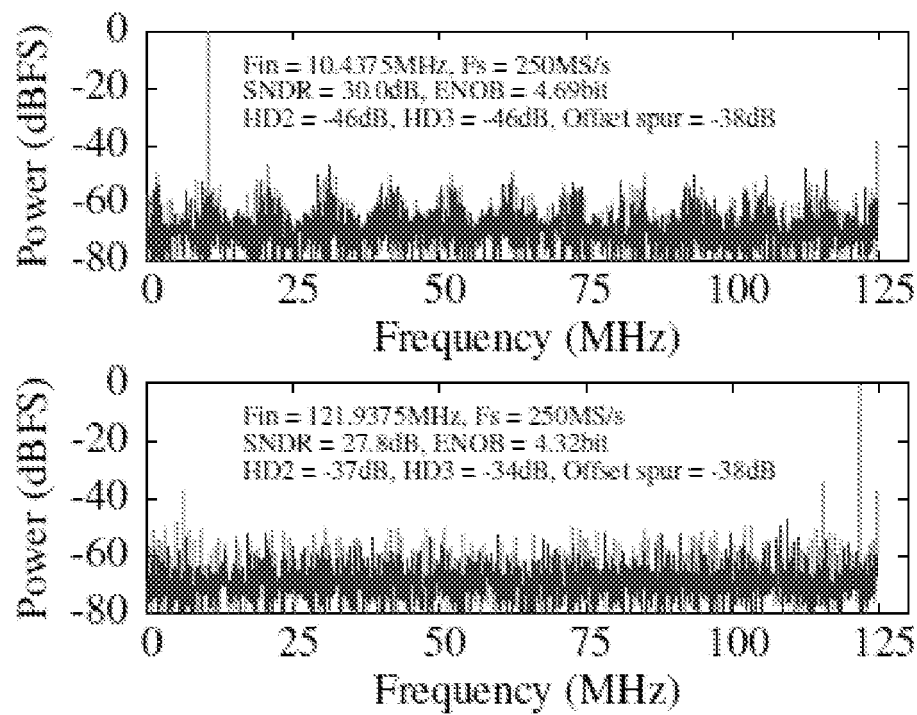 0
-20
-40
-60
-80
Power (dBFS)
Fin = 10.4375MHz, Fs = 250MS/s
SNDR = 30.0dB, ENOB = 4.69bit
HD2 = -46dB, HD3 = -46dB, Offset spur = -38dB
0 25 50 75 100 125
Frequency (MHz)
0
-20
-40
-60
-80
Power (dBFS)
Fin = 121.9375MHz, Fs = 250MS/s
SNDR = 27.8dB, ENOB = 4.32bit
HD2 = -37dB, HD3 = -34dB, Offset spur = -38dB
0 25 50 75 100 125
Frequency (MHz)